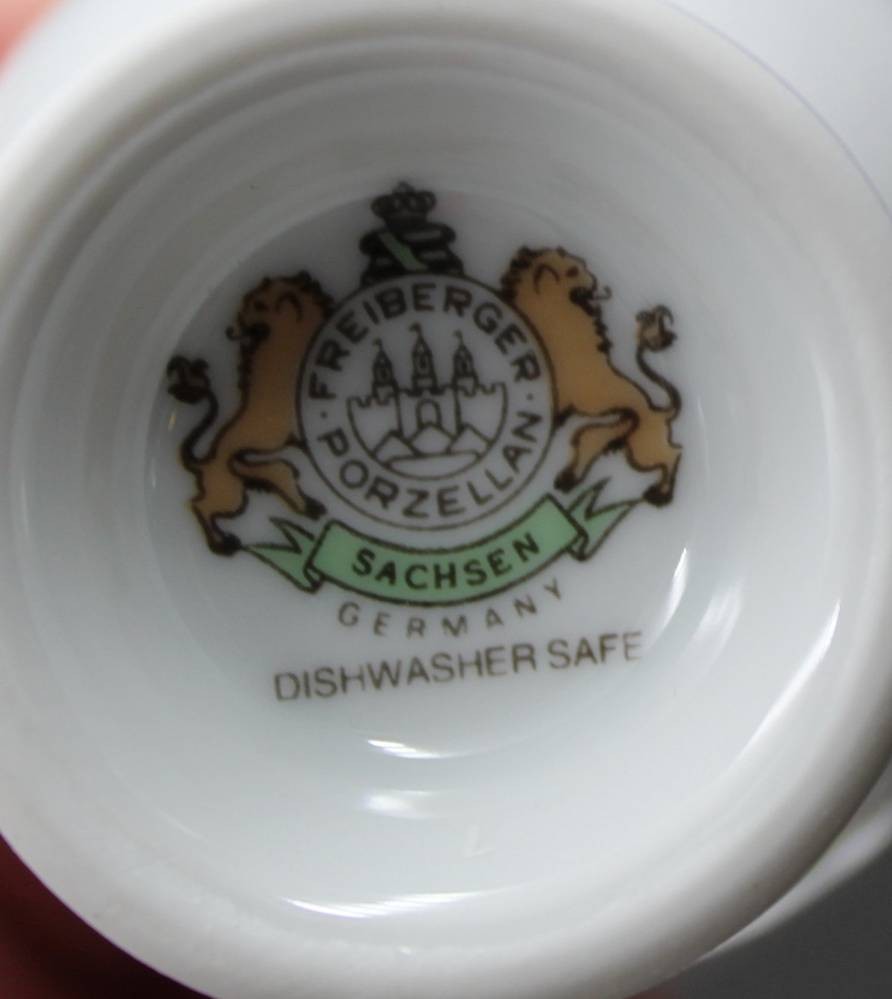 FREIBERGER
PORZELLAN
SACHSEN
GERMANY
DISHWASHER SAFE